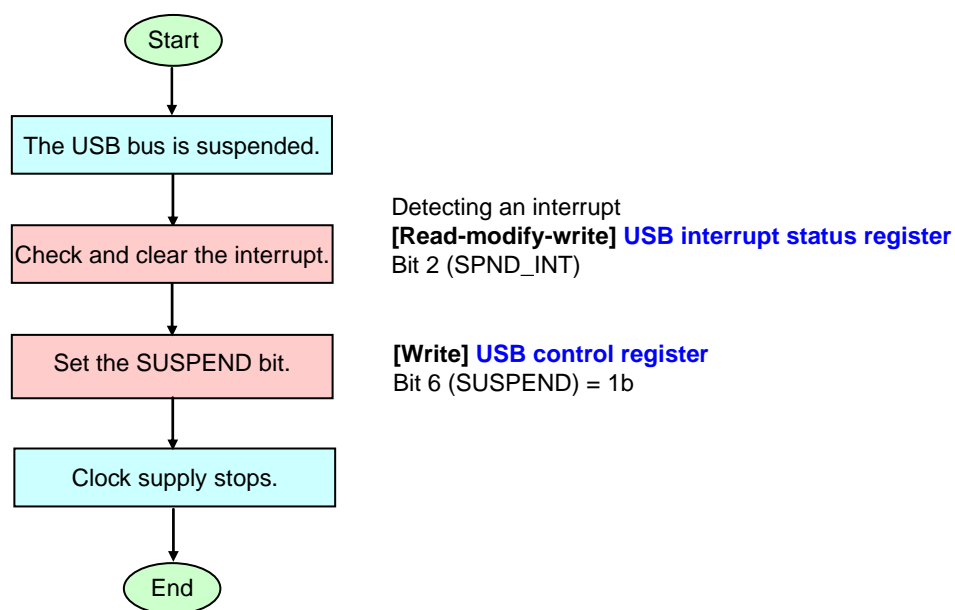 Start
The USB bus is suspended.
Check and clear the interrupt.
Detecting an interrupt
[Read-modify-write] USB interrupt status register
Bit 2 (SPND_INT)
Set the SUSPEND bit.
[Write] USB control register
Bit 6 (SUSPEND) = 1b
Clock supply stops.
End